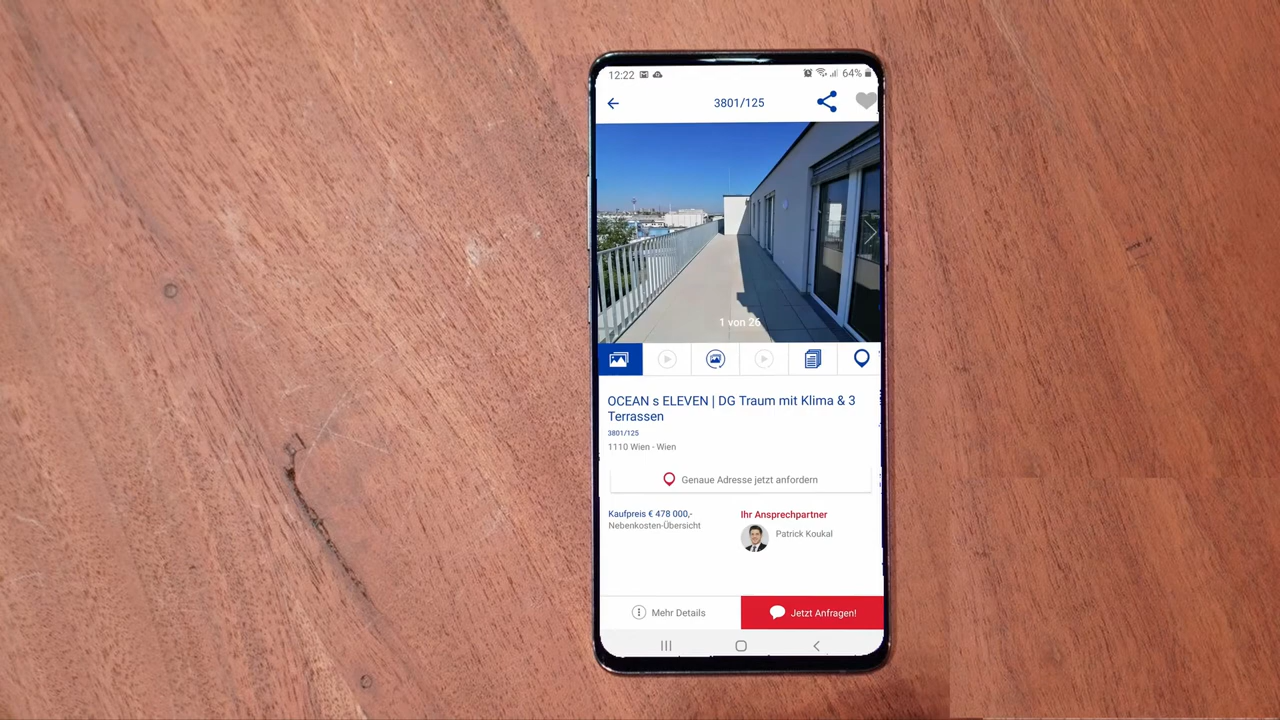 12:22 64%
3801/125
1 von 26
OCEAN s ELEVEN | DG Traum mit Klima & 3
Terrassen
3801/125
1110 Wien - Wien
Genaue Adresse jetzt anfordern
Kaufpreis € 478 000,-
Nebenkosten-Übersicht
Ihr Ansprechpartner
Patrick Koukal
Mehr Details
Jetzt Anfragen!